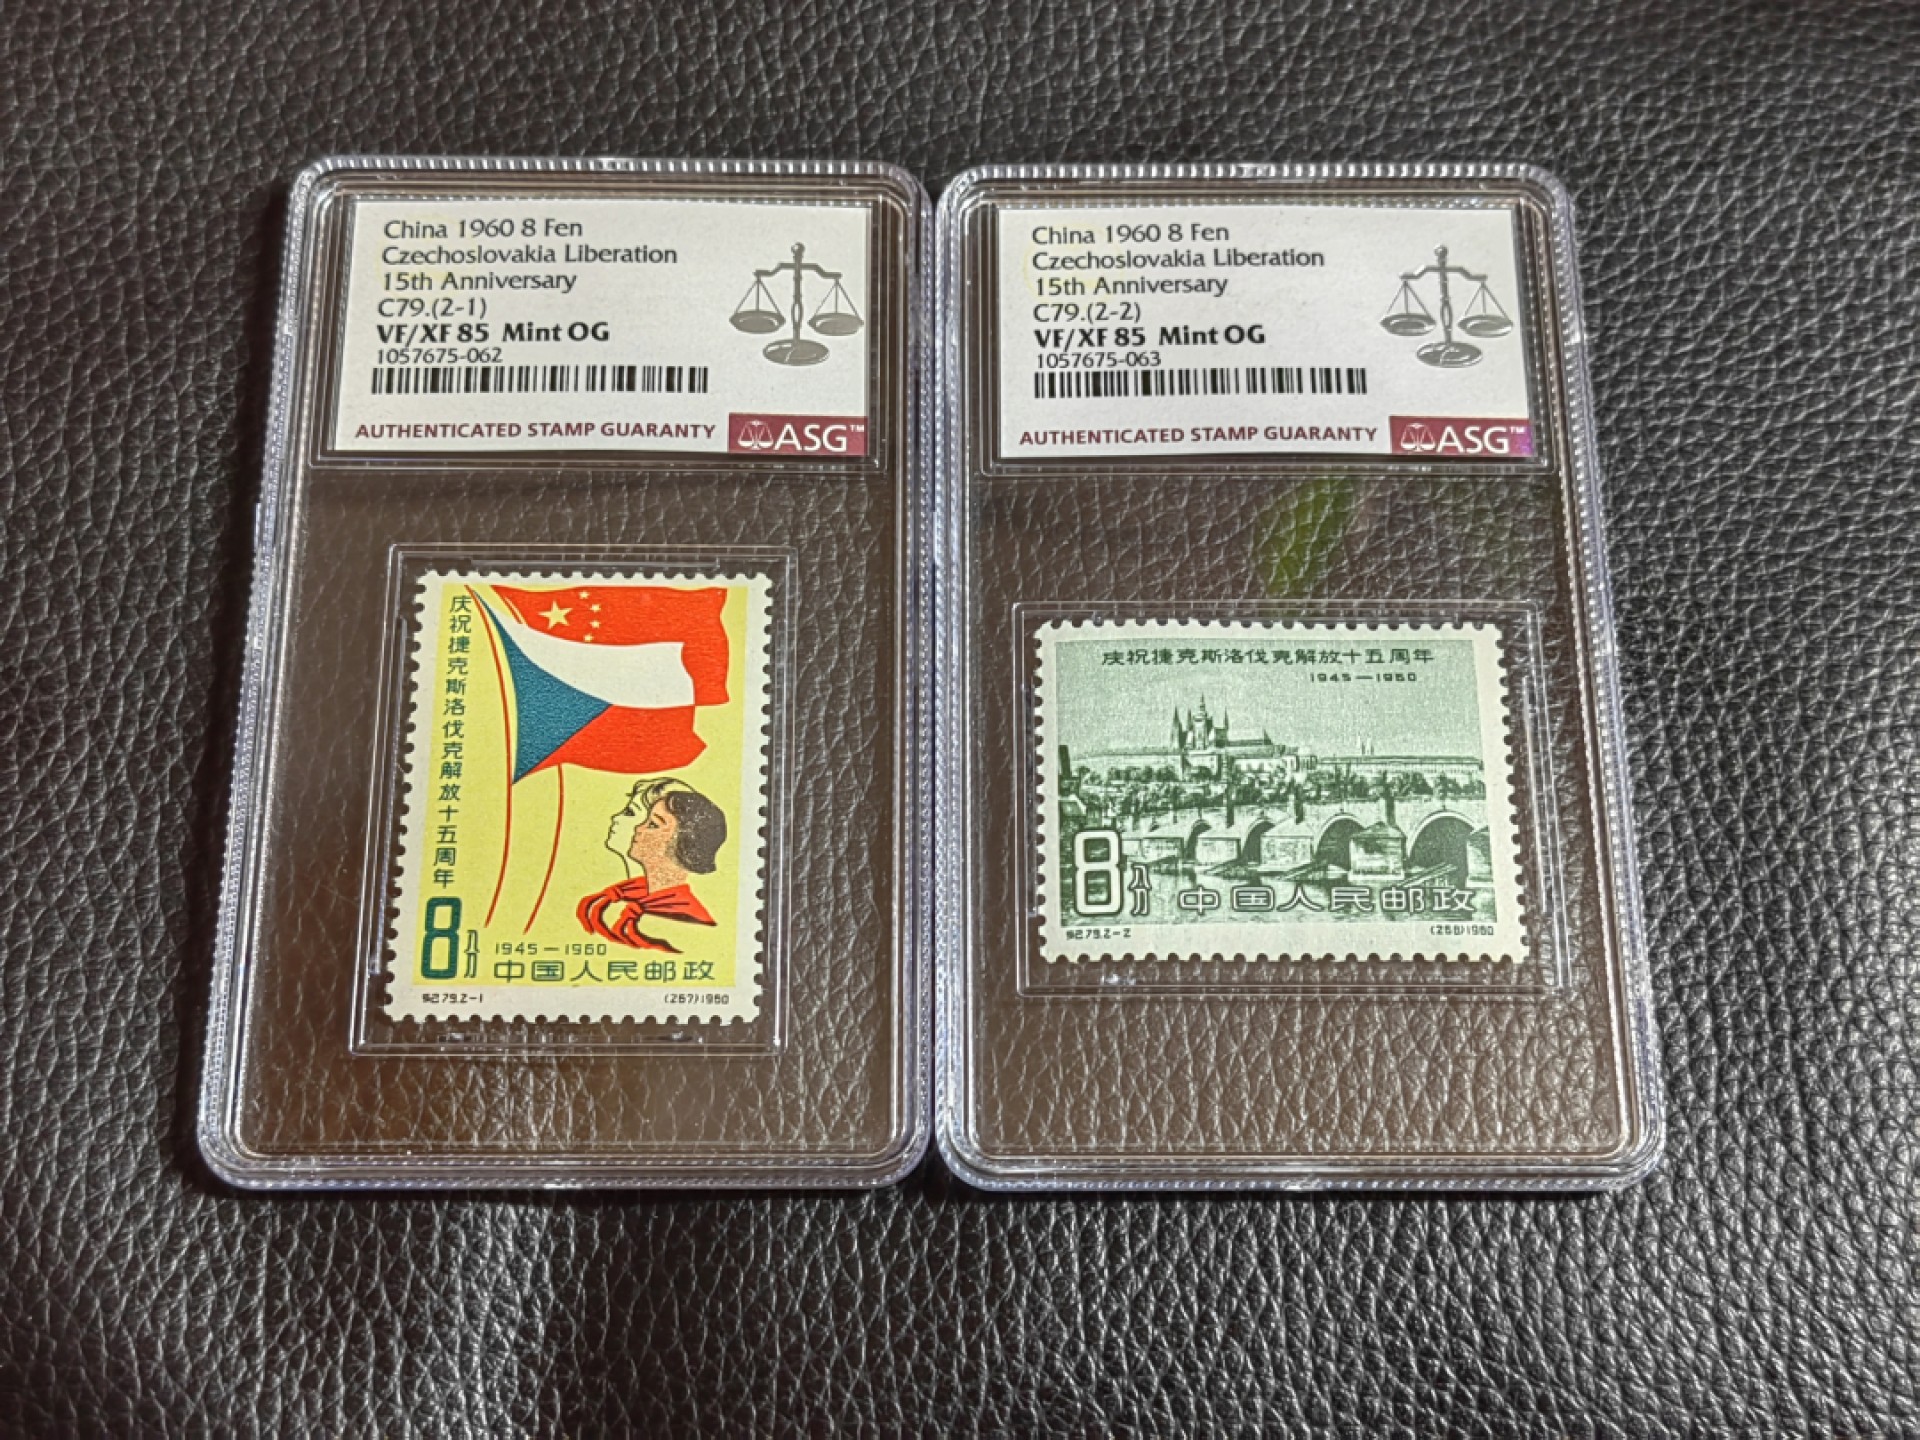 China 1960 8 Fen
Czechoslovakia Liberation
15th Anniversary
C79.(2-1)
VF/XF 85 Mint OG
1057675-062
AUTHENTICATED STAMP GUARANTY
ASG™
庆祝捷克斯洛伐克解放十五周年
8分
1945—1960
中国人民邮政
纪79.2-1
(267)1960
China 1960 8 Fen
Czechoslovakia Liberation
15th Anniversary
C79.(2-2)
VF/XF 85 Mint OG
1057675-063
AUTHENTICATED STAMP GUARANTY
ASG™
庆祝捷克斯洛伐克解放十五周年
1945—1960
8分
中国人民邮政
纪79.2-2
(268)1960